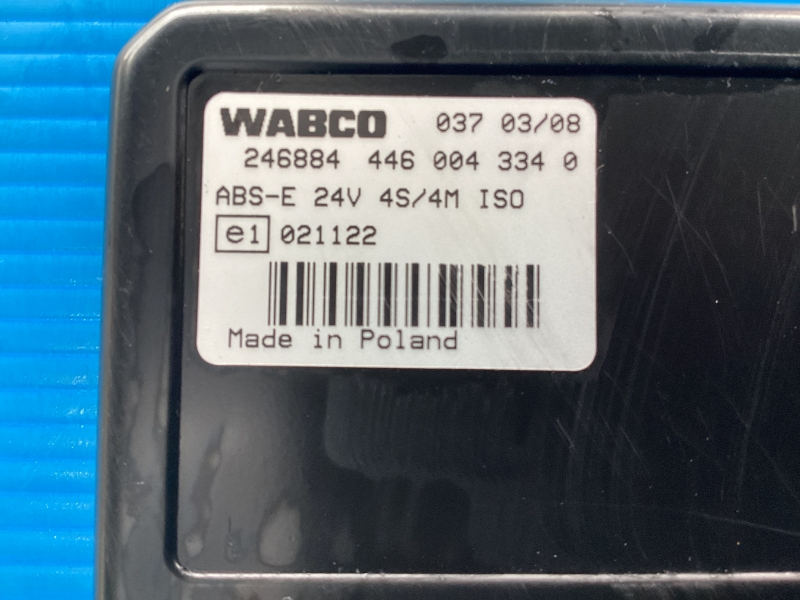 WABCO 037 03/08
246884 446 004 334 0
ABS-E 24V 4S/4M ISO
e1 021122
Made in Poland